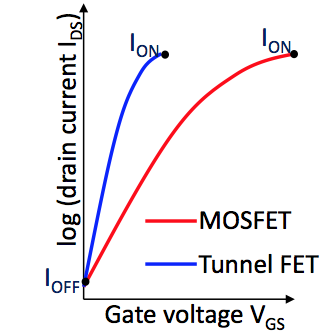 log (drain current I_DS)
I_ON
I_ON
MOSFET
Tunnel FET
I_OFF
Gate voltage V_GS